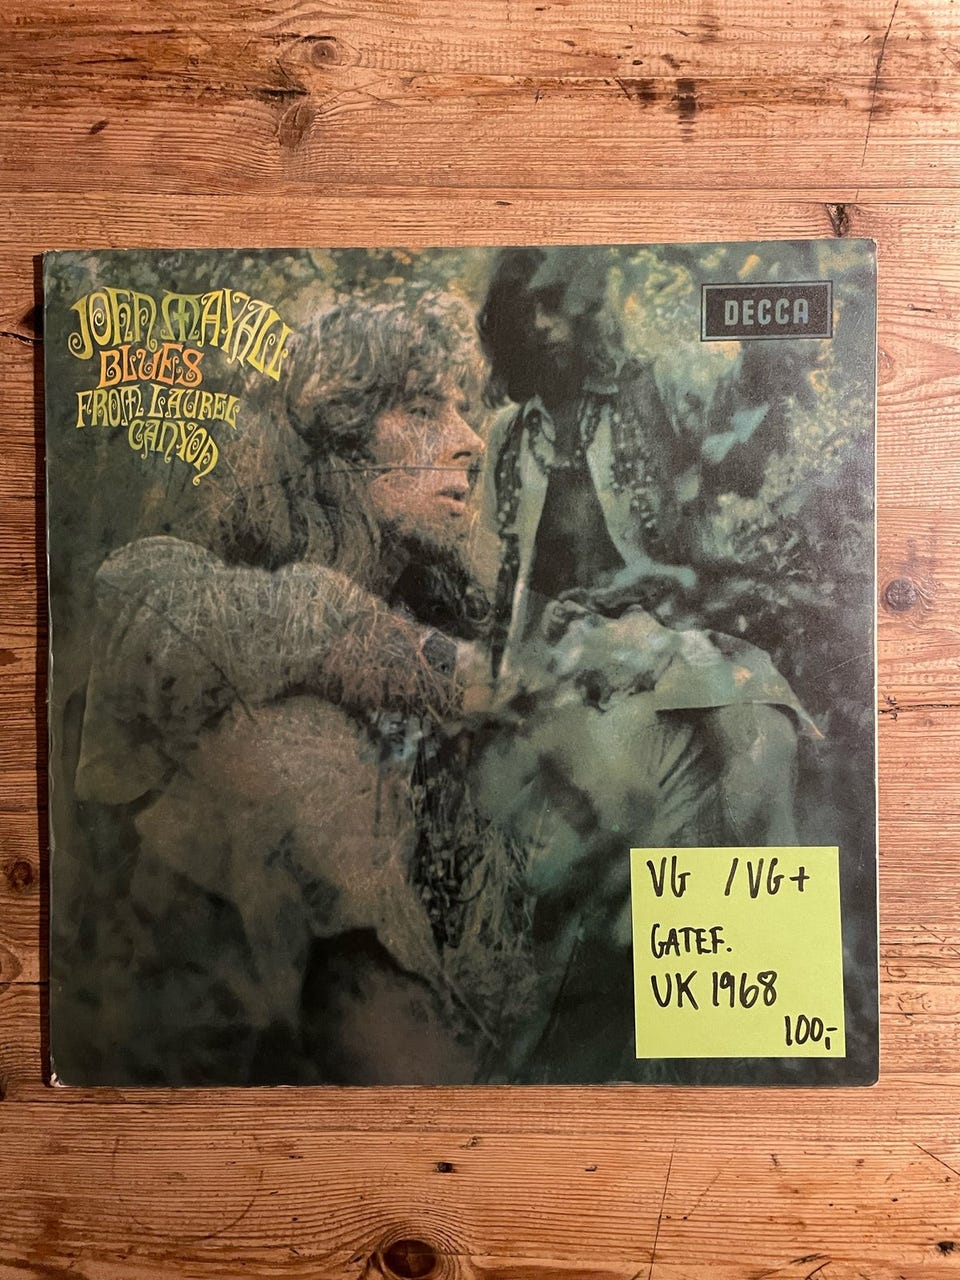 JOHN MAYALL
BLUES
FROM LAUREL
CANYON
DECCA
VG /VG+
GATEF.
UK 1968
100,-